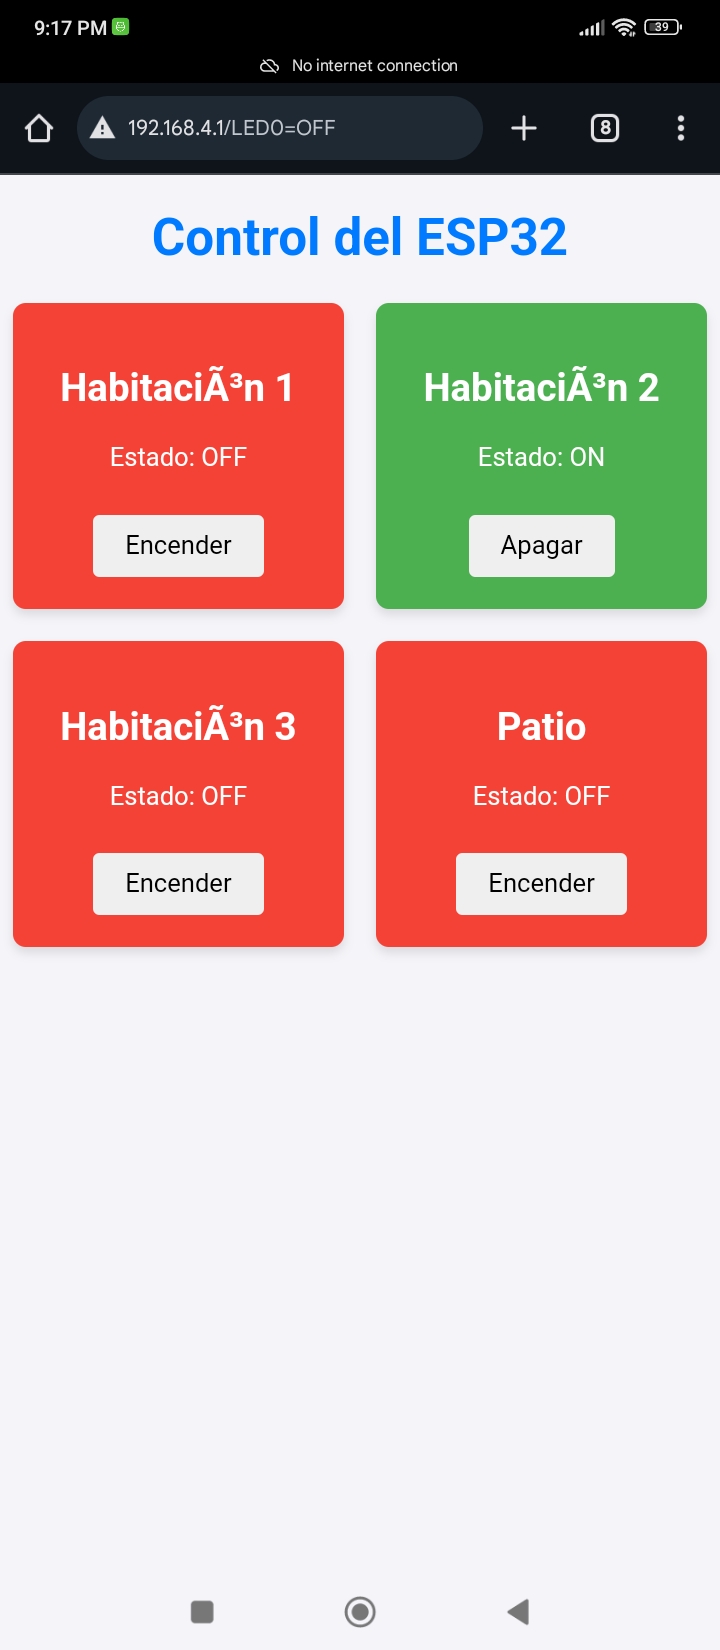 9:17 PM
39
No internet connection
192.168.4.1/LED0=OFF
8
Control del ESP32
HabitaciÃ³n 1
Estado: OFF
Encender
HabitaciÃ³n 2
Estado: ON
Apagar
HabitaciÃ³n 3
Estado: OFF
Encender
Patio
Estado: OFF
Encender